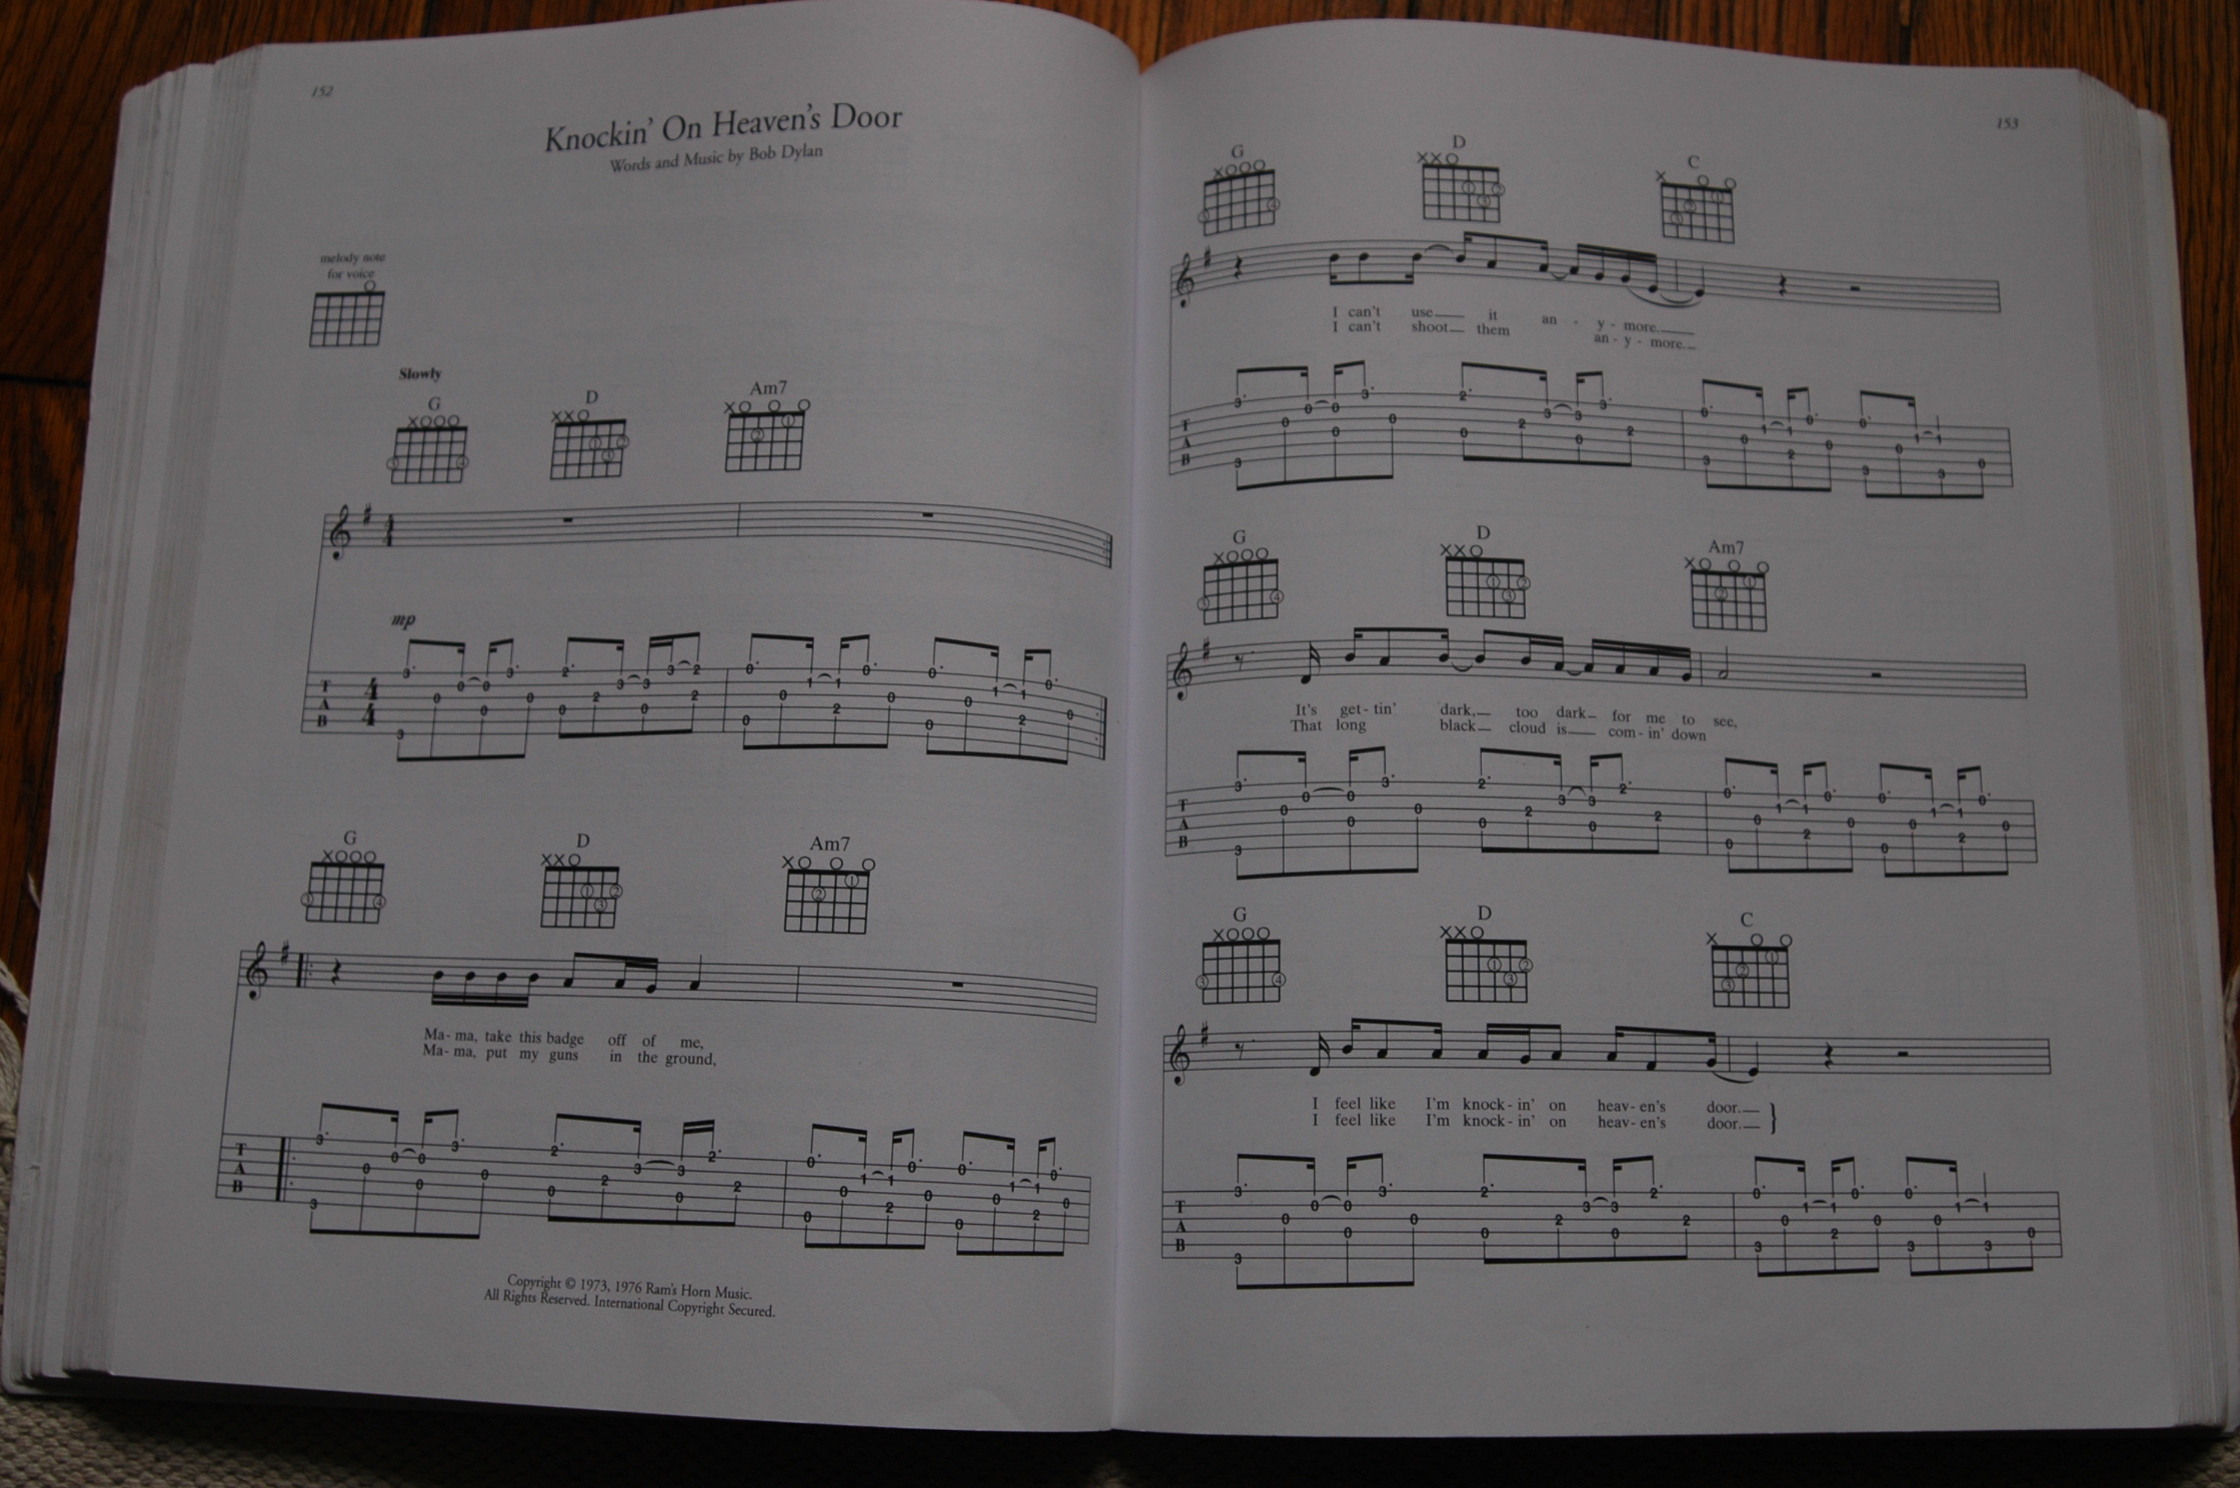 152
Knockin' On Heaven's Door
Words and Music by Bob Dylan
melody note
for voice
Slowly
G D Am7
4
4
mp
T 4
A 4
B
G D Am7
Ma - ma, take this badge off of me,
Ma - ma, put my guns in the ground,
T
A
B
Copyright © 1973, 1976 Ram's Horn Music.
All Rights Reserved. International Copyright Secured.
153
G D C
I can't use it an - y - more.
I can't shoot them an - y - more.
T
A
B
G D Am7
It's get - tin' dark, too dark for me to see,
That long black cloud is com - in' down
T
A
B
G D C
I feel like I'm knock - in' on heav - en's door.
I feel like I'm knock - in' on heav - en's door.
T
A
B